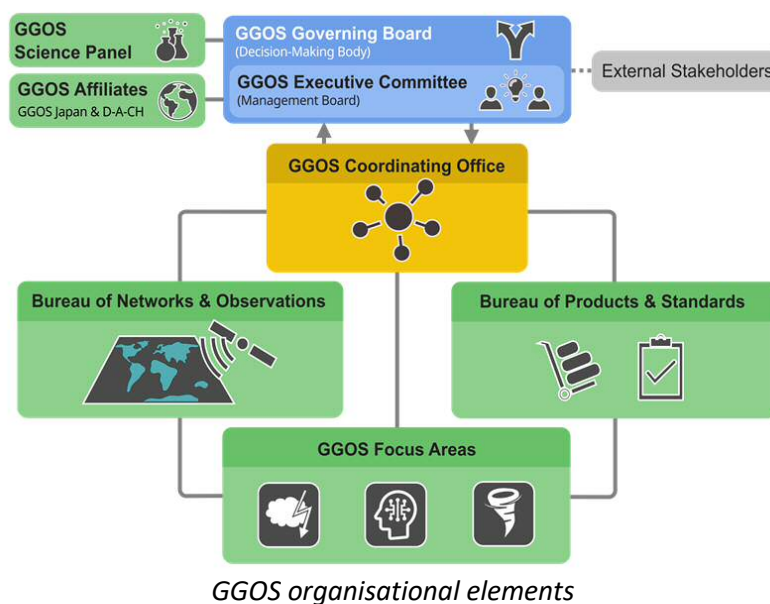 GGOS
Science Panel
GGOS Affiliates
GGOS Japan & D-A-CH
GGOS Governing Board
(Decision-Making Body)
GGOS Executive Committee
(Management Board)
External Stakeholders
GGOS Coordinating Office
Bureau of Networks & Observations
Bureau of Products & Standards
GGOS Focus Areas
GGOS organisational elements